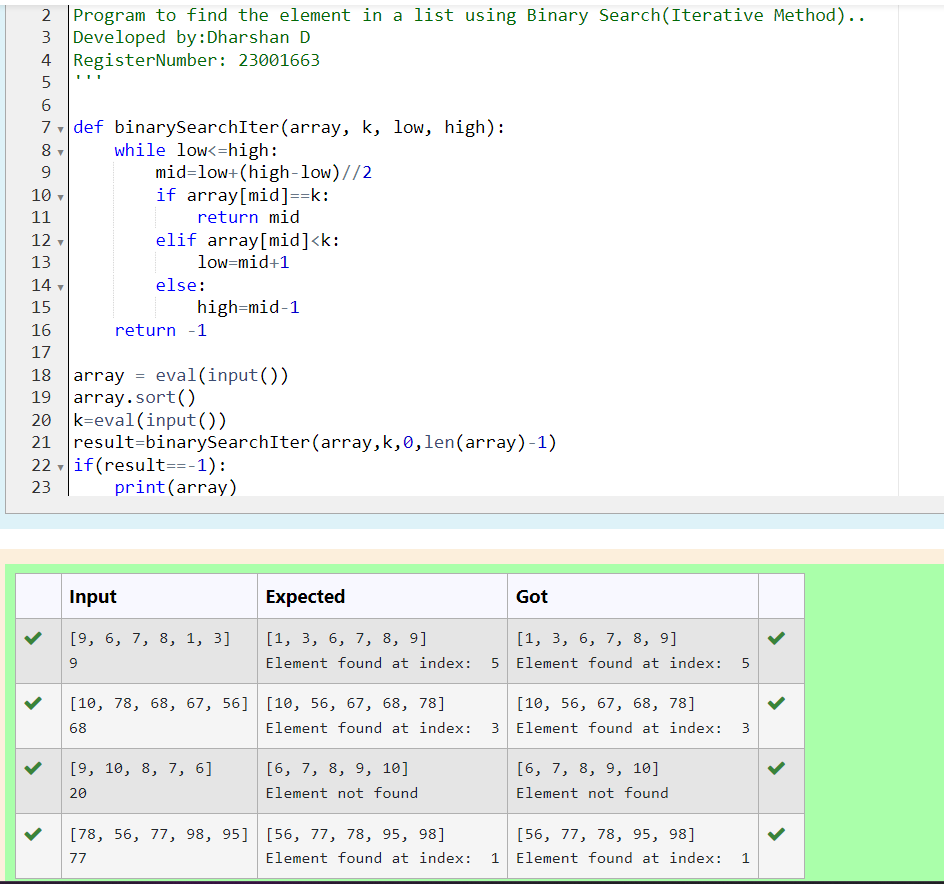 2 Program to find the element in a list using Binary Search(Iterative Method)..
3 Developed by:Dharshan D
4 RegisterNumber: 23001663
5 '''
6
7 def binarySearchIter(array, k, low, high):
8     while low<=high:
9         mid=low+(high-low)//2
10         if array[mid]==k:
11             return mid
12         elif array[mid]<k:
13             low=mid+1
14         else:
15             high=mid-1
16     return -1
17
18 array = eval(input())
19 array.sort()
20 k=eval(input())
21 result=binarySearchIter(array,k,0,len(array)-1)
22 if(result==-1):
23     print(array)
Input Expected Got
[9, 6, 7, 8, 1, 3] [1, 3, 6, 7, 8, 9] [1, 3, 6, 7, 8, 9]
9 Element found at index:  5 Element found at index:  5
[10, 78, 68, 67, 56] [10, 56, 67, 68, 78] [10, 56, 67, 68, 78]
68 Element found at index:  3 Element found at index:  3
[9, 10, 8, 7, 6] [6, 7, 8, 9, 10] [6, 7, 8, 9, 10]
20 Element not found Element not found
[78, 56, 77, 98, 95] [56, 77, 78, 95, 98] [56, 77, 78, 95, 98]
77 Element found at index:  1 Element found at index:  1